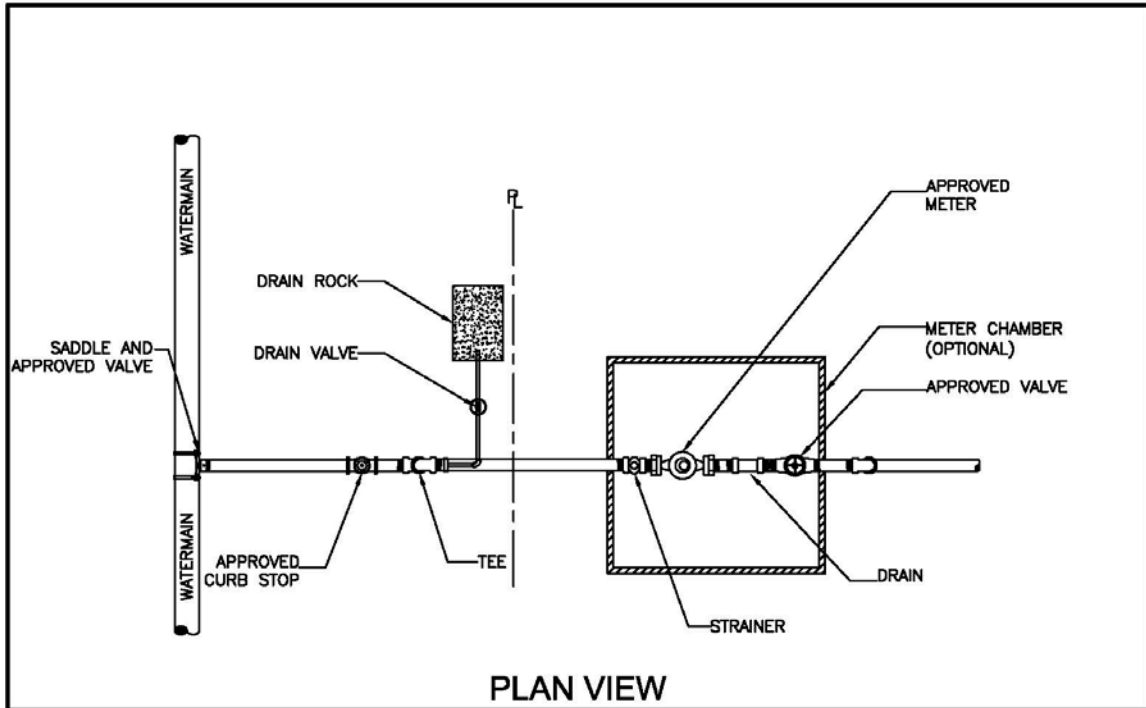 WATERMAIN
PL
APPROVED
METER
DRAIN ROCK
METER CHAMBER
(OPTIONAL)
SADDLE AND
APPROVED VALVE
DRAIN VALVE
APPROVED VALVE
WATERMAIN
APPROVED
CURB STOP
TEE
DRAIN
STRAINER
PLAN VIEW